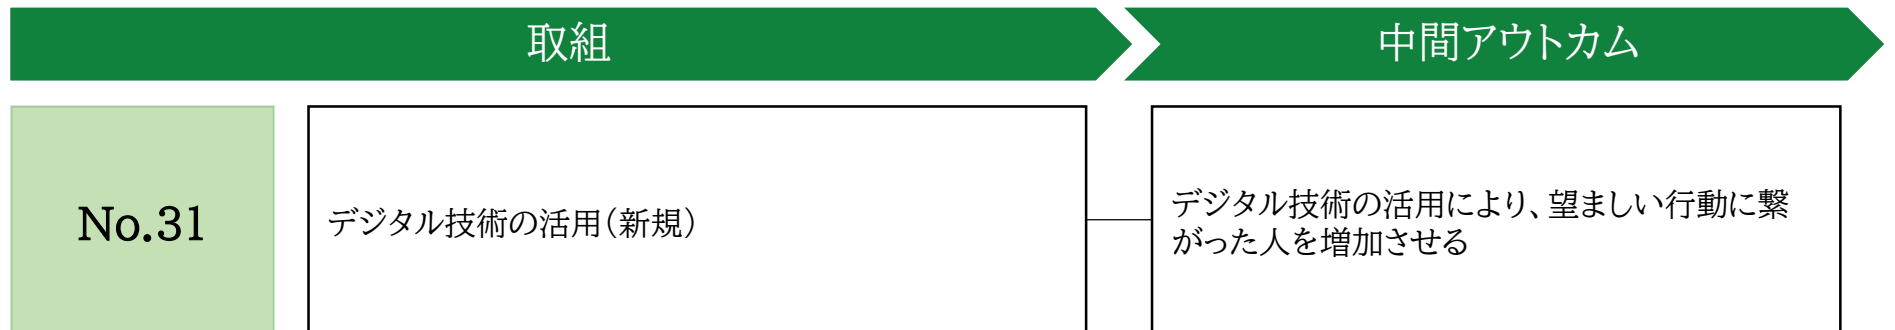 取組
中間アウトカム
No.31
デジタル技術の活用（新規）
デジタル技術の活用により、望ましい行動に繋
がった人を増加させる